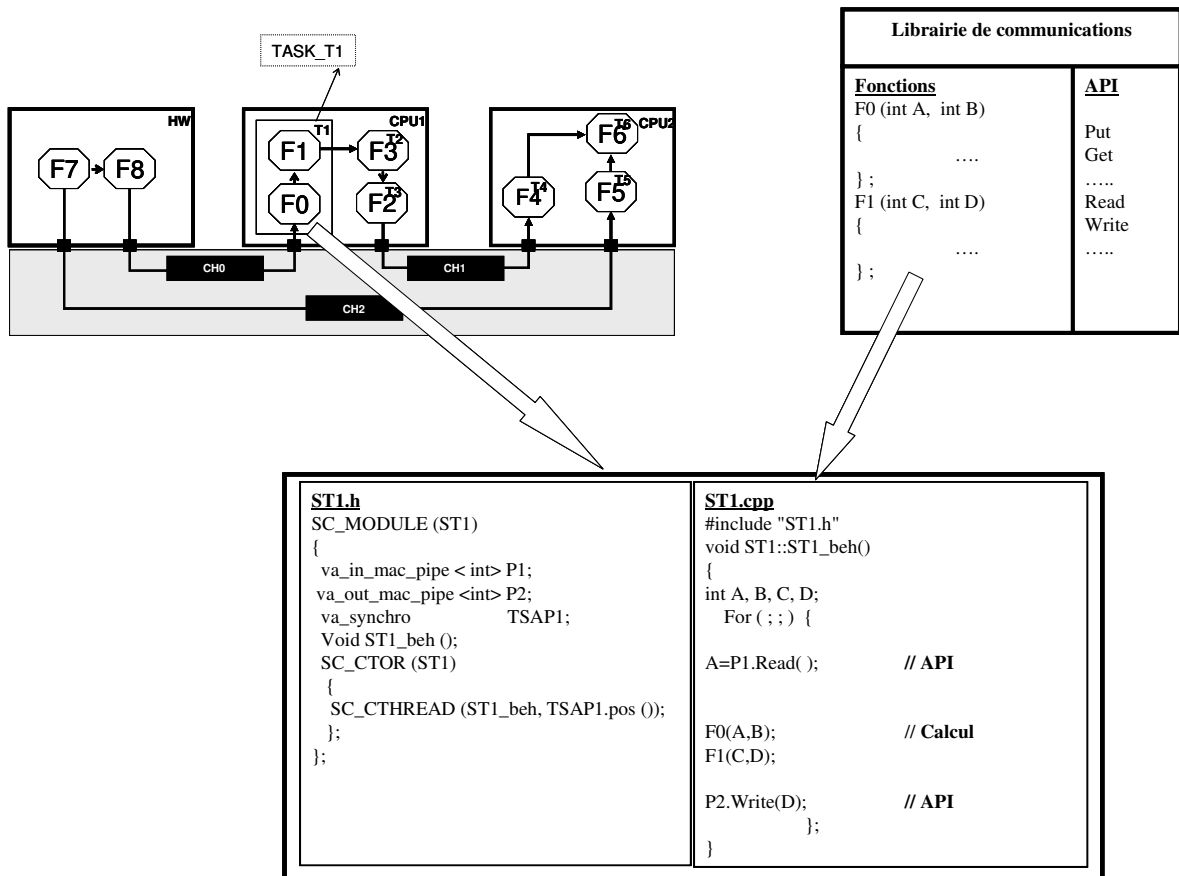 TASK_T1
HW
F7
F8
CPU1
T1
F1
F0
T2
F3
T3
F2
CPU2
T6
F6
T4
F4
T5
F5
CH0
CH1
CH2
Librairie de communications
Fonctions
F0 (int A, int B)
{
....
} ;
F1 (int C, int D)
{
....
} ;
API
Put
Get
.....
Read
Write
.....
ST1.h
SC_MODULE (ST1)
{
va_in_mac_pipe < int> P1;
va_out_mac_pipe <int> P2;
va_synchro TSAP1;
Void ST1_beh ();
SC_CTOR (ST1)
{
SC_CTHREAD (ST1_beh, TSAP1.pos ());
};
};
ST1.cpp
#include "ST1.h"
void ST1::ST1_beh()
{
int A, B, C, D;
For ( ; ; ) {
A=P1.Read( ); // API
F0(A,B); // Calcul
F1(C,D);
P2.Write(D); // API
};
}